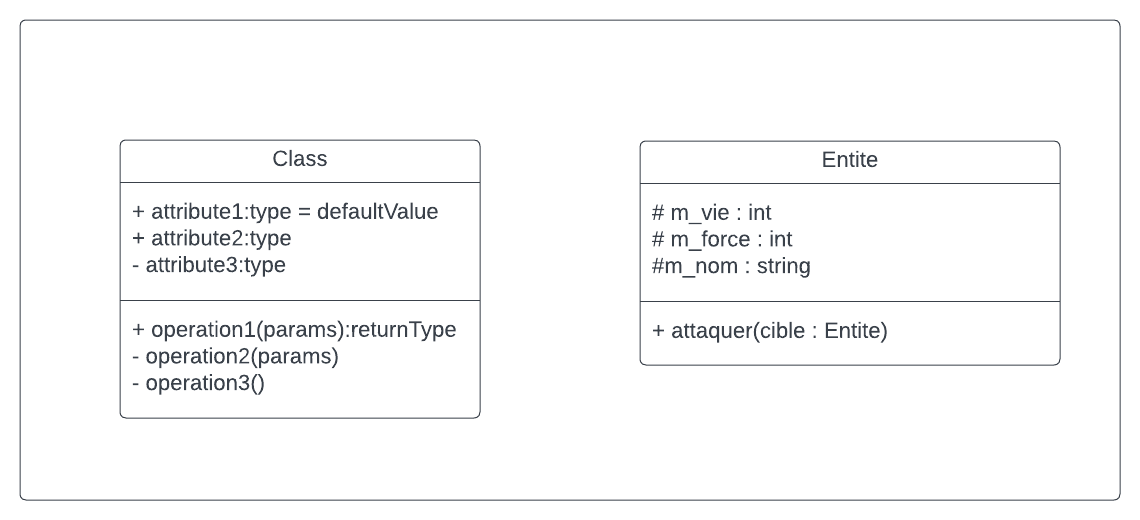 Class
+ attribute1:type = defaultValue
+ attribute2:type
- attribute3:type
+ operation1(params):returnType
- operation2(params)
- operation3()
Entite
# m_vie : int
# m_force : int
#m_nom : string
+ attaquer(cible : Entite)